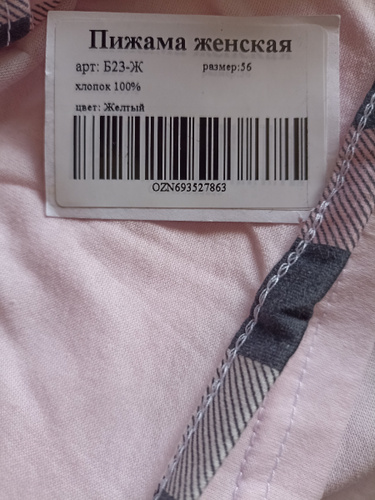 Пижама женская
арт: Б23-Ж размер:56
хлопок 100%
цвет: Желтый
OZN693527863